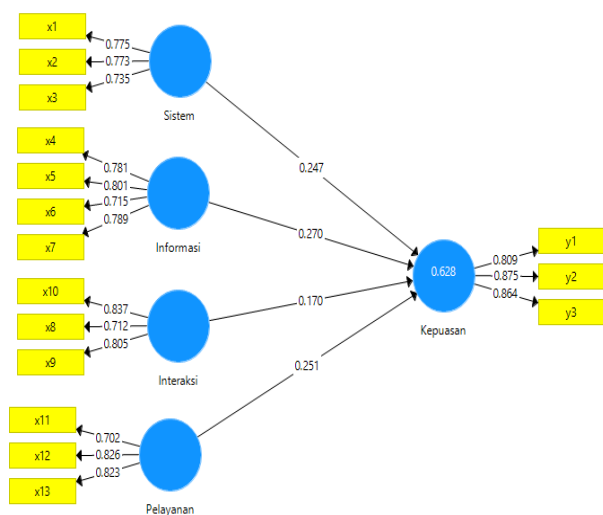 x1
0.775
x2
0.773
x3
0.735
Sistem
x4
0.781
x5
0.801
x6
0.715
x7
0.789
Informasi
x10
0.837
x8
0.712
x9
0.805
Interaksi
x11
0.702
x12
0.826
x13
0.823
Pelayanan
0.247
0.270
0.170
0.251
0.628
Kepuasan
y1
0.809
y2
0.875
y3
0.864